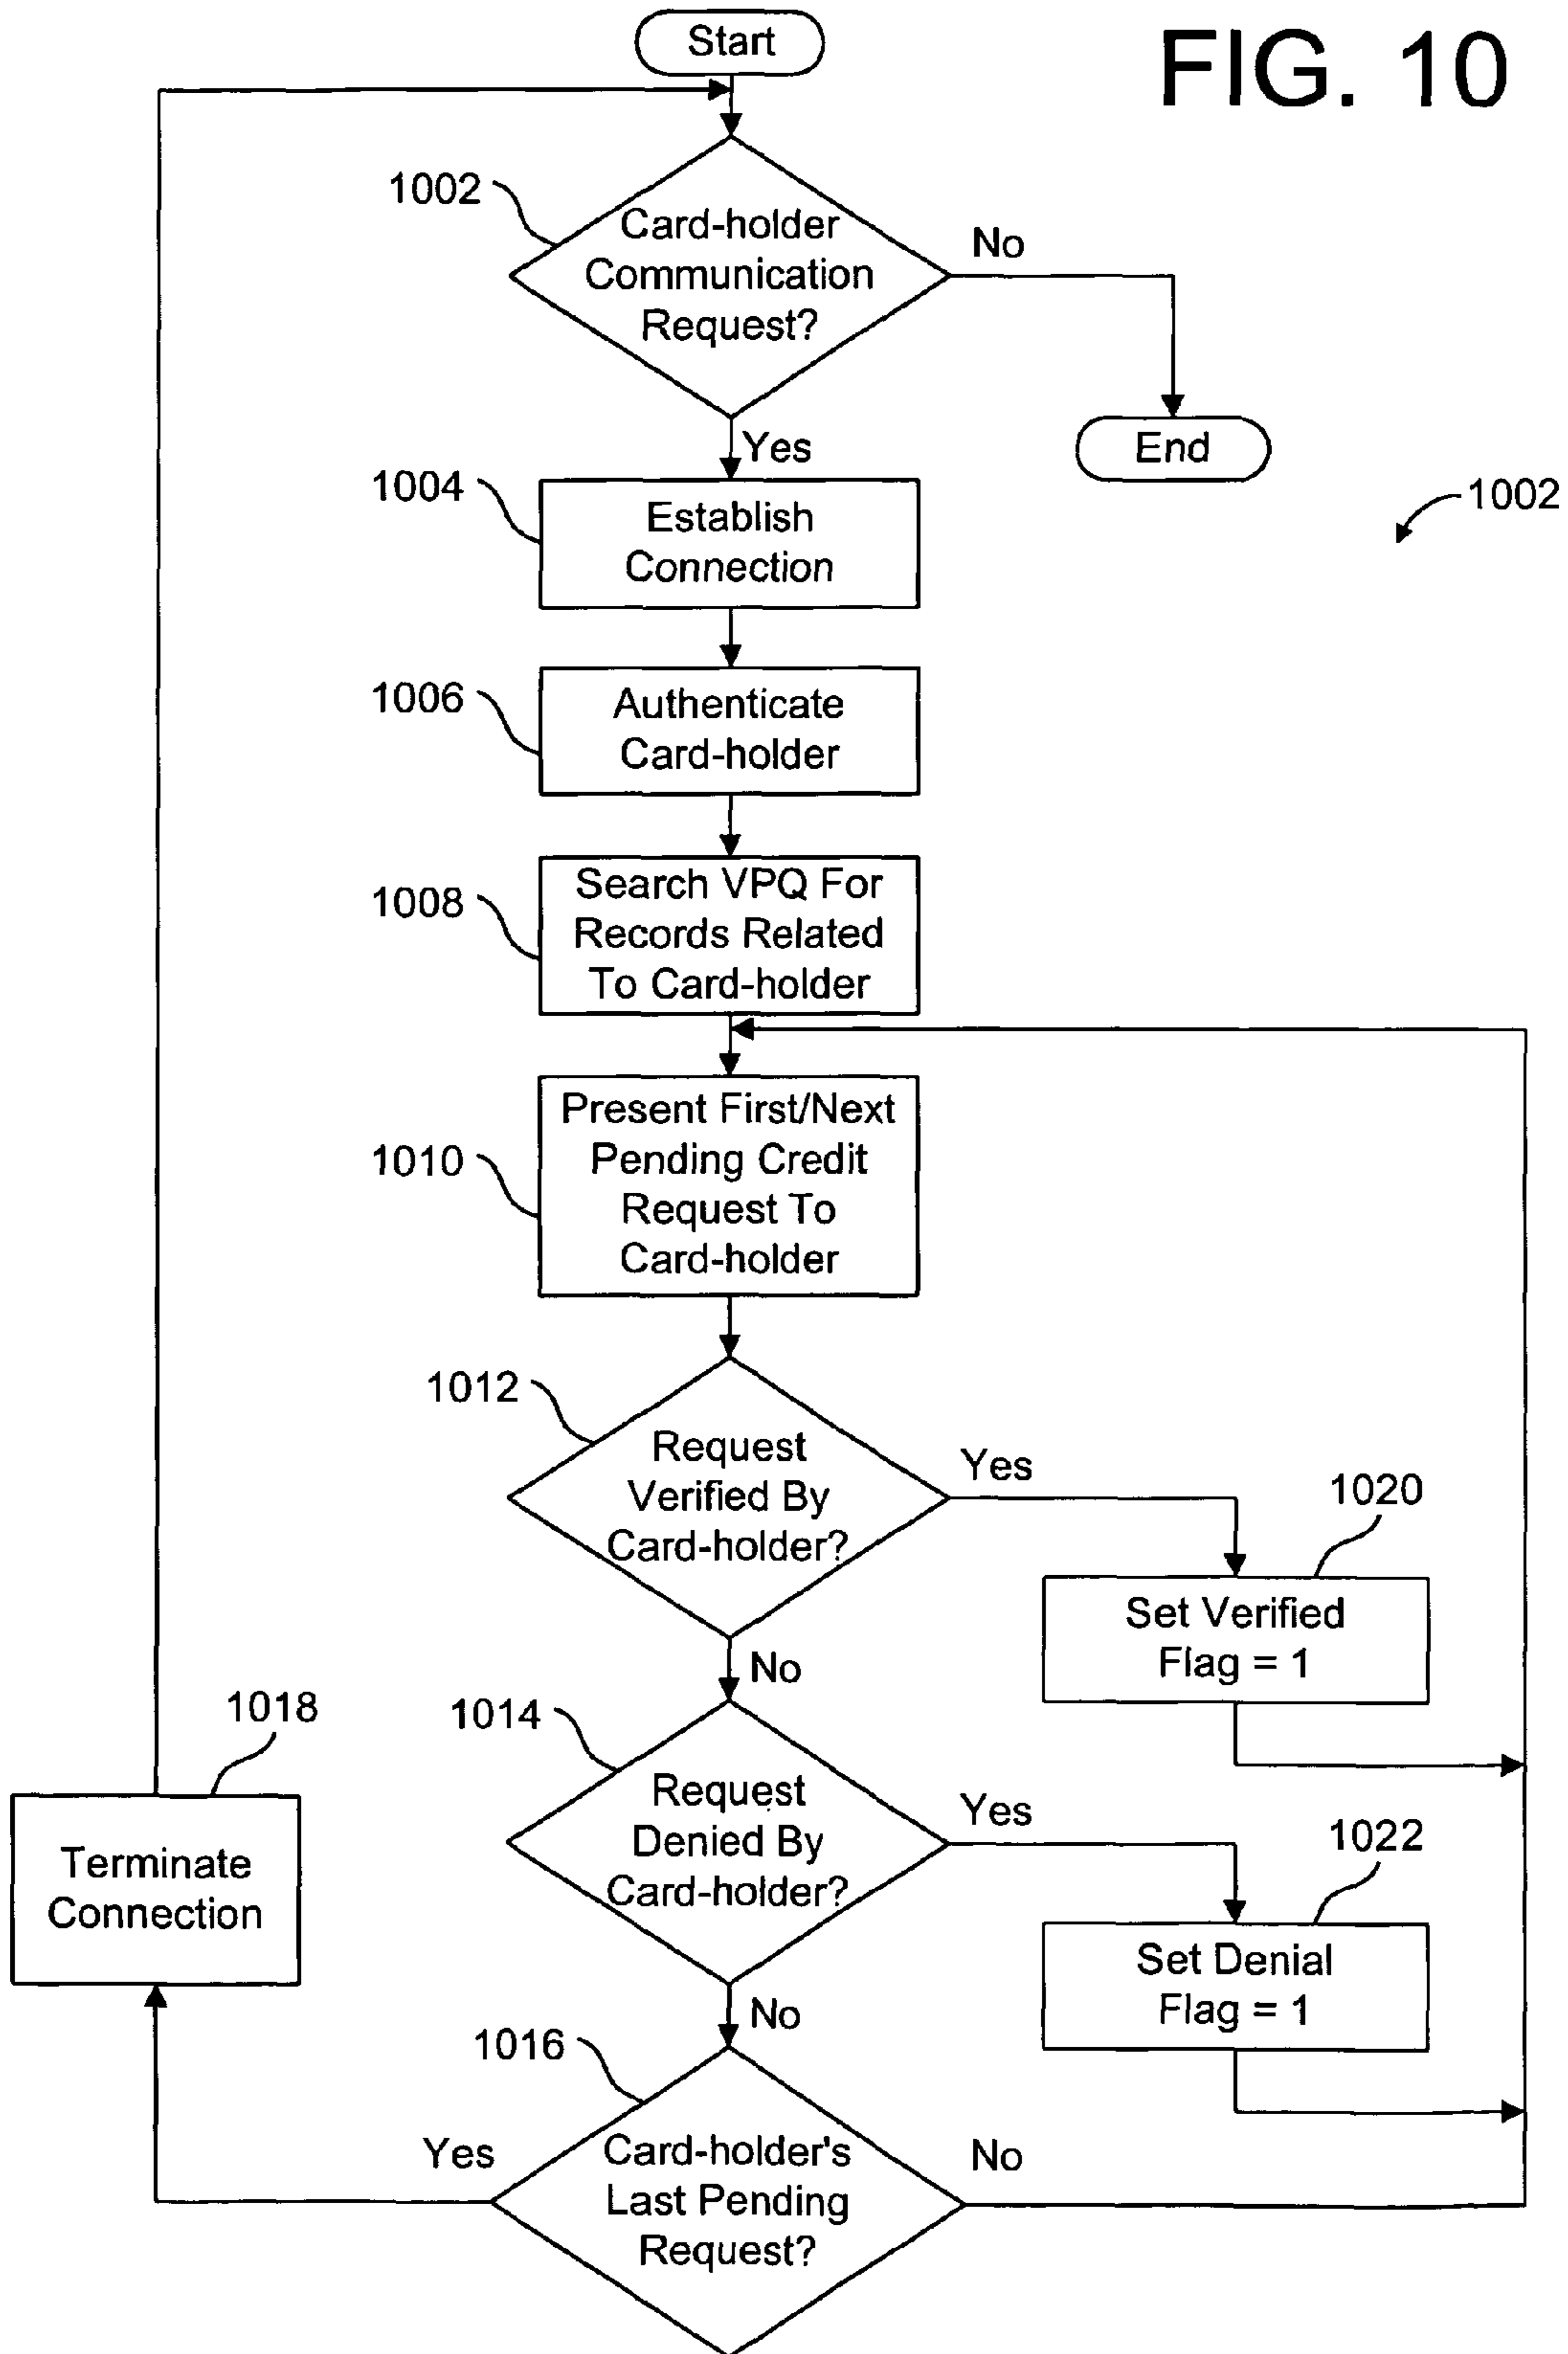 Start
FIG. 10
1002
Card-holder
Communication
Request?
No
Yes
End
1004
Establish
Connection
1002
1006
Authenticate
Card-holder
1008
Search VPQ For
Records Related
To Card-holder
1010
Present First/Next
Pending Credit
Request To
Card-holder
1012
Request
Verified By
Card-holder?
Yes
1020
Set Verified
Flag = 1
No
1018
1014
Request
Denied By
Card-holder?
Yes
1022
Terminate
Connection
Set Denial
Flag = 1
No
1016
Yes
Card-holder's
Last Pending
Request?
No